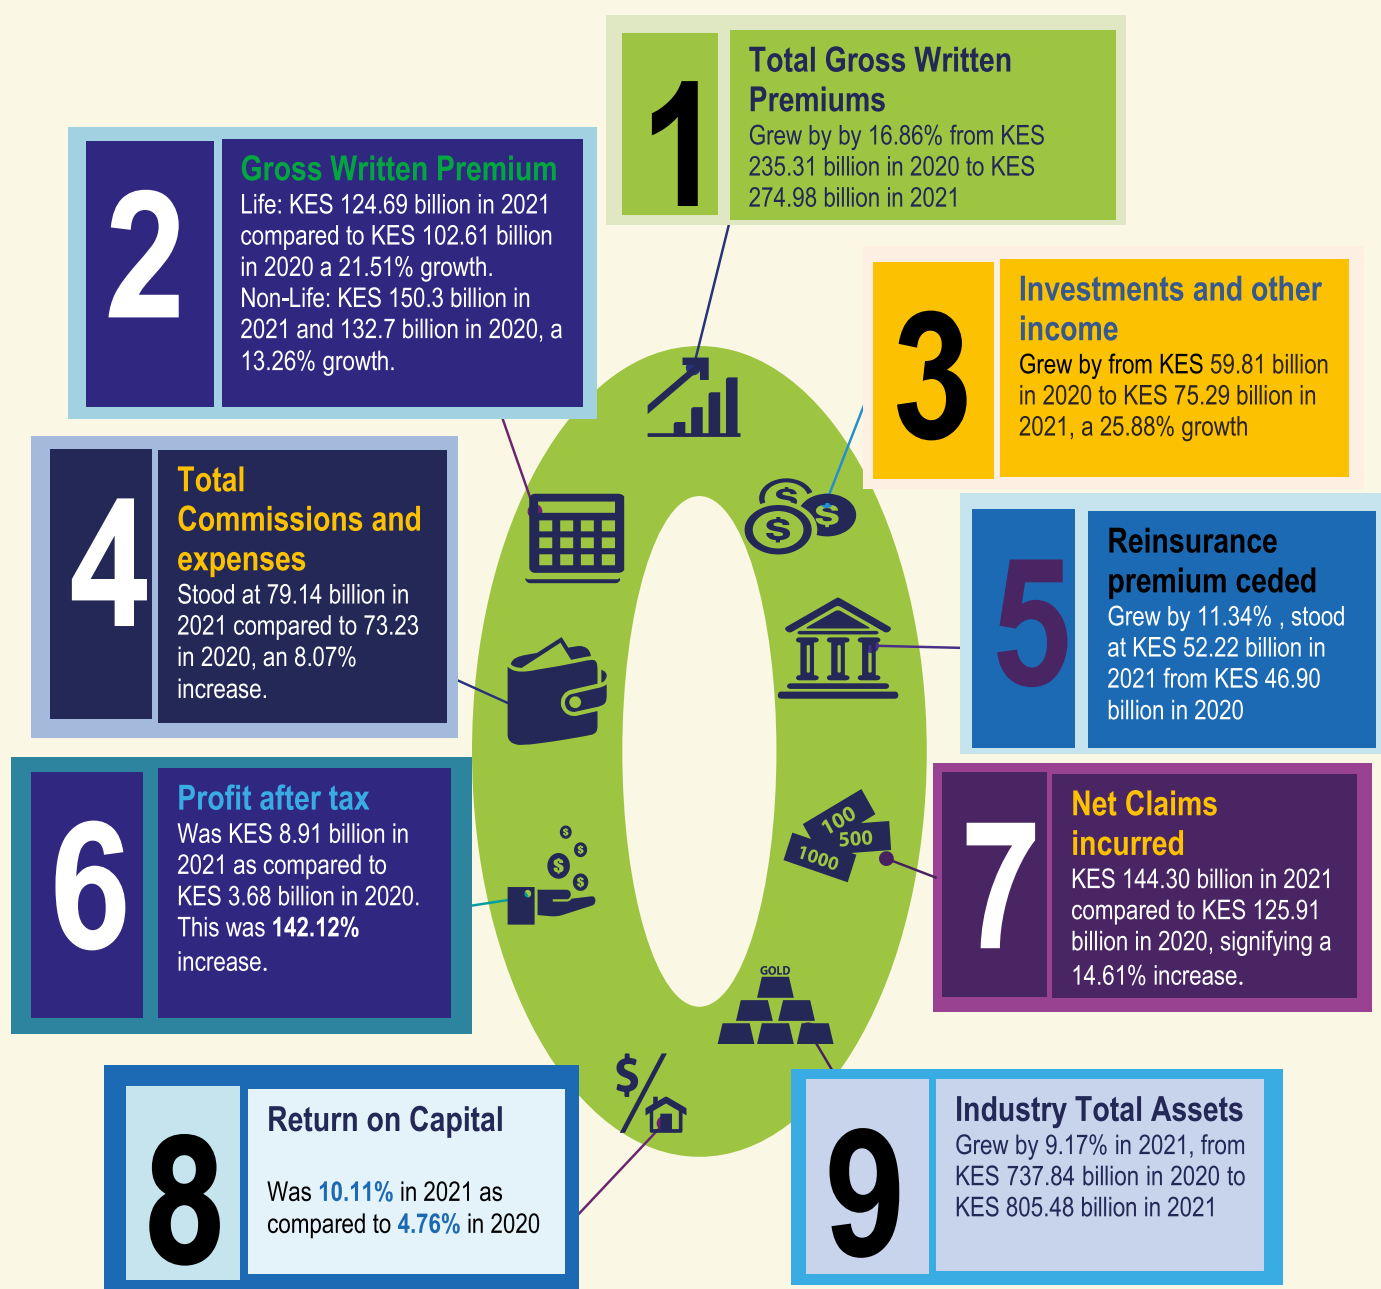 1
Total Gross Written
Premiums
Grew by by 16.86% from KES
235.31 billion in 2020 to KES
274.98 billion in 2021
2
Gross Written Premium
Life: KES 124.69 billion in 2021
compared to KES 102.61 billion
in 2020 a 21.51% growth.
Non-Life: KES 150.3 billion in
2021 and 132.7 billion in 2020, a
13.26% growth.
3
Investments and other
income
Grew by from KES 59.81 billion
in 2020 to KES 75.29 billion in
2021, a 25.88% growth
4
Total
Commissions and
expenses
Stood at 79.14 billion in
2021 compared to 73.23
in 2020, an 8.07%
increase.
5
Reinsurance
premium ceded
Grew by 11.34% , stood
at KES 52.22 billion in
2021 from KES 46.90
billion in 2020
6
Profit after tax
Was KES 8.91 billion in
2021 as compared to
KES 3.68 billion in 2020.
This was 142.12%
increase.
7
Net Claims
incurred
KES 144.30 billion in 2021
compared to KES 125.91
billion in 2020, signifying a
14.61% increase.
8
Return on Capital
Was 10.11% in 2021 as
compared to 4.76% in 2020
9
Industry Total Assets
Grew by 9.17% in 2021, from
KES 737.84 billion in 2020 to
KES 805.48 billion in 2021
$
$
$
100
500
1000
$
$
$
$
GOLD
$/